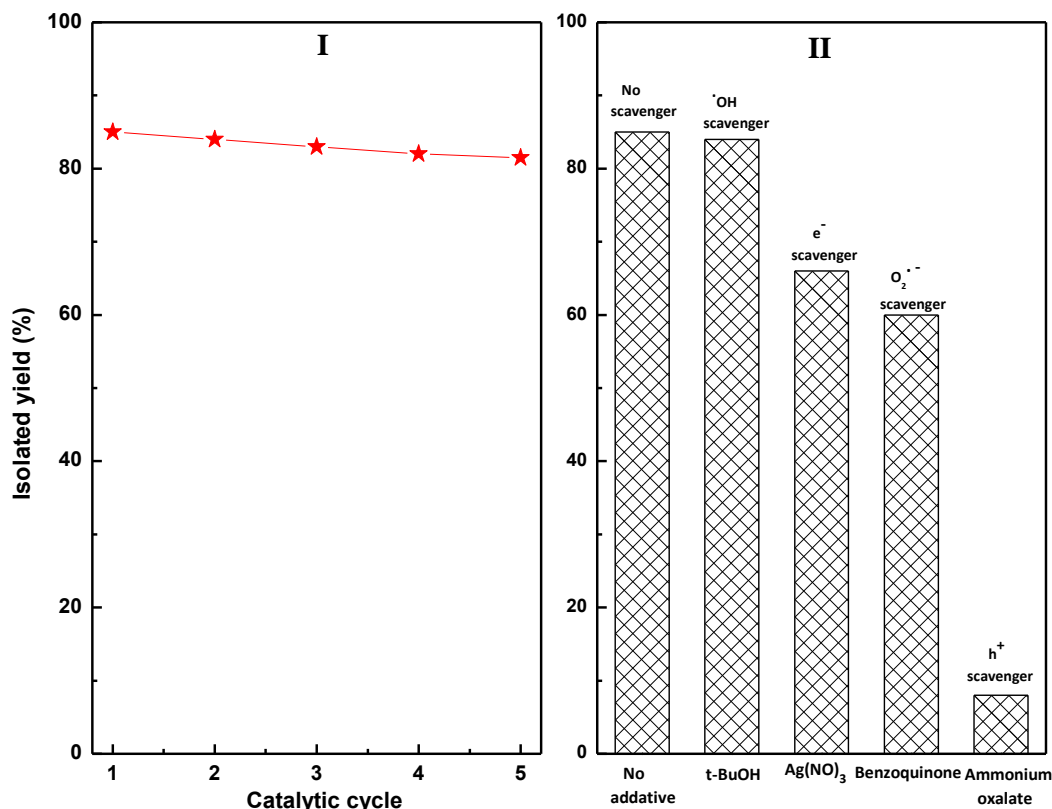 I
100
80
60
40
20
0
Isolated yield (%)
1 2 3 4 5
Catalytic cycle
II
100
80
60
40
20
0
No
scavenger
·OH
scavenger
e⁻
scavenger
O₂·⁻
scavenger
h⁺
scavenger
No
addative
t-BuOH
Ag(NO)₃
Benzoquinone
Ammonium
oxalate